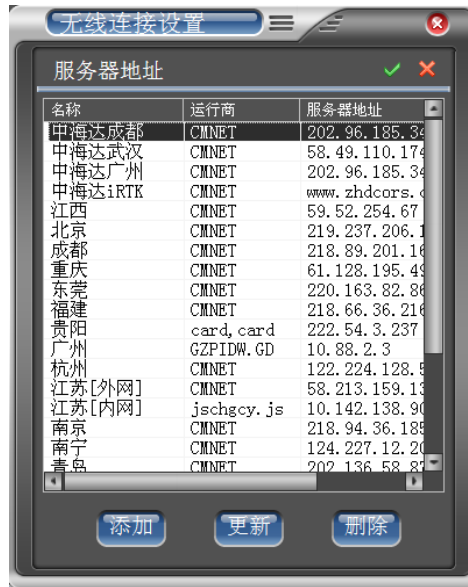 无线连接设置
服务器地址
名称 运行商 服务器地址
中海达成都 CMNET 202.96.185.34
中海达武汉 CMNET 58.49.110.174
中海达广州 CMNET 202.96.185.34
中海达iRTK CMNET www.zhdcors.
江西 CMNET 59.52.254.67
北京 CMNET 219.237.206.1
成都 CMNET 218.89.201.16
重庆 CMNET 61.128.195.49
东莞 CMNET 220.163.82.86
福建 CMNET 218.66.36.216
贵阳 card,card 222.54.3.237
广州 GZPIDW.GD 10.88.2.3
杭州 CMNET 122.224.128.5
江苏[外网] CMNET 58.213.159.13
江苏[内网] jschgcy.js 10.142.138.90
南京 CMNET 218.94.36.185
南宁 CMNET 124.227.12.20
青岛 CMNET 202.136.58.87
添加 更新 删除